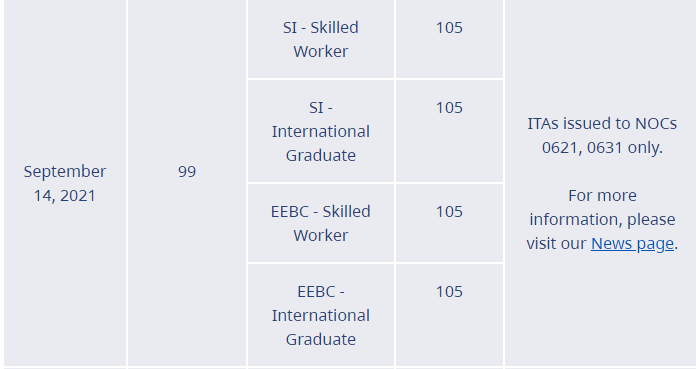 September
14, 2021
99
SI - Skilled
Worker
105
SI -
International
Graduate
105
EEBC - Skilled
Worker
105
EEBC -
International
Graduate
105
ITAs issued to NOCs
0621, 0631 only.
For more
information, please
visit our News page.